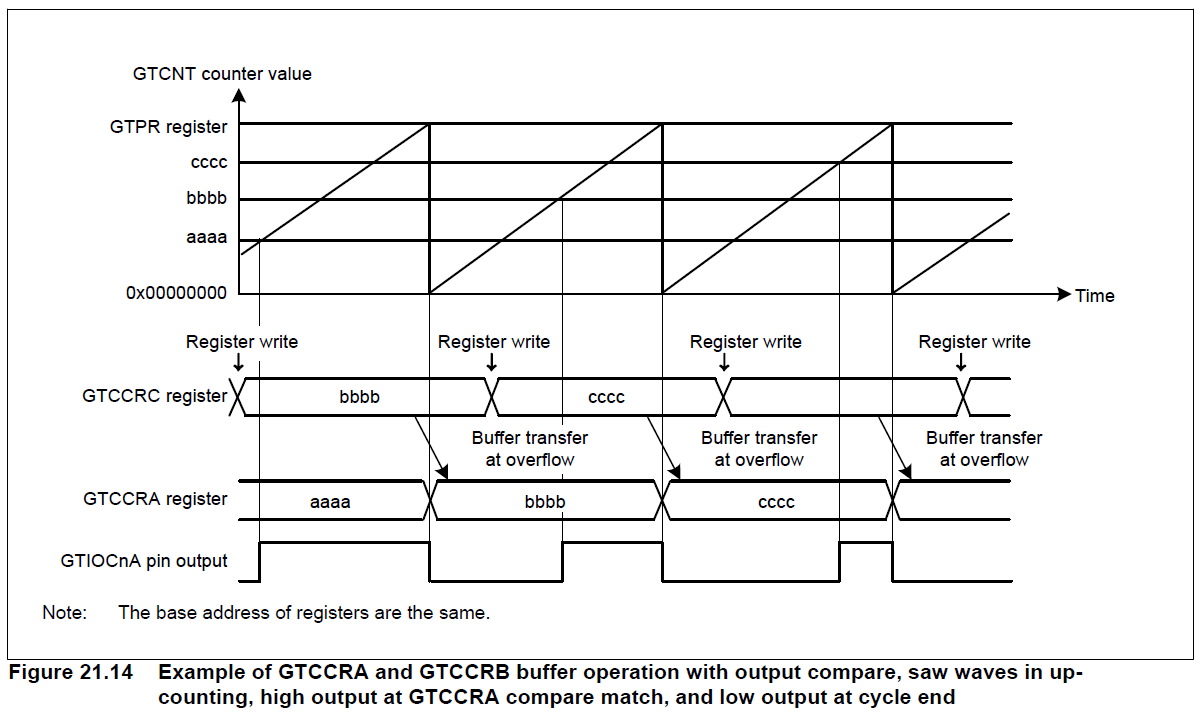 GTCNT counter value
GTPR register
cccc
bbbb
aaaa
0x00000000
Time
Register write Register write Register write Register write
GTCCRC register bbbb cccc
Buffer transfer Buffer transfer Buffer transfer
at overflow at overflow at overflow
GTCCRA register aaaa bbbb cccc
GTIOCnA pin output
Note: The base address of registers are the same.
Figure 21.14 Example of GTCCRA and GTCCRB buffer operation with output compare, saw waves in up-
counting, high output at GTCCRA compare match, and low output at cycle end